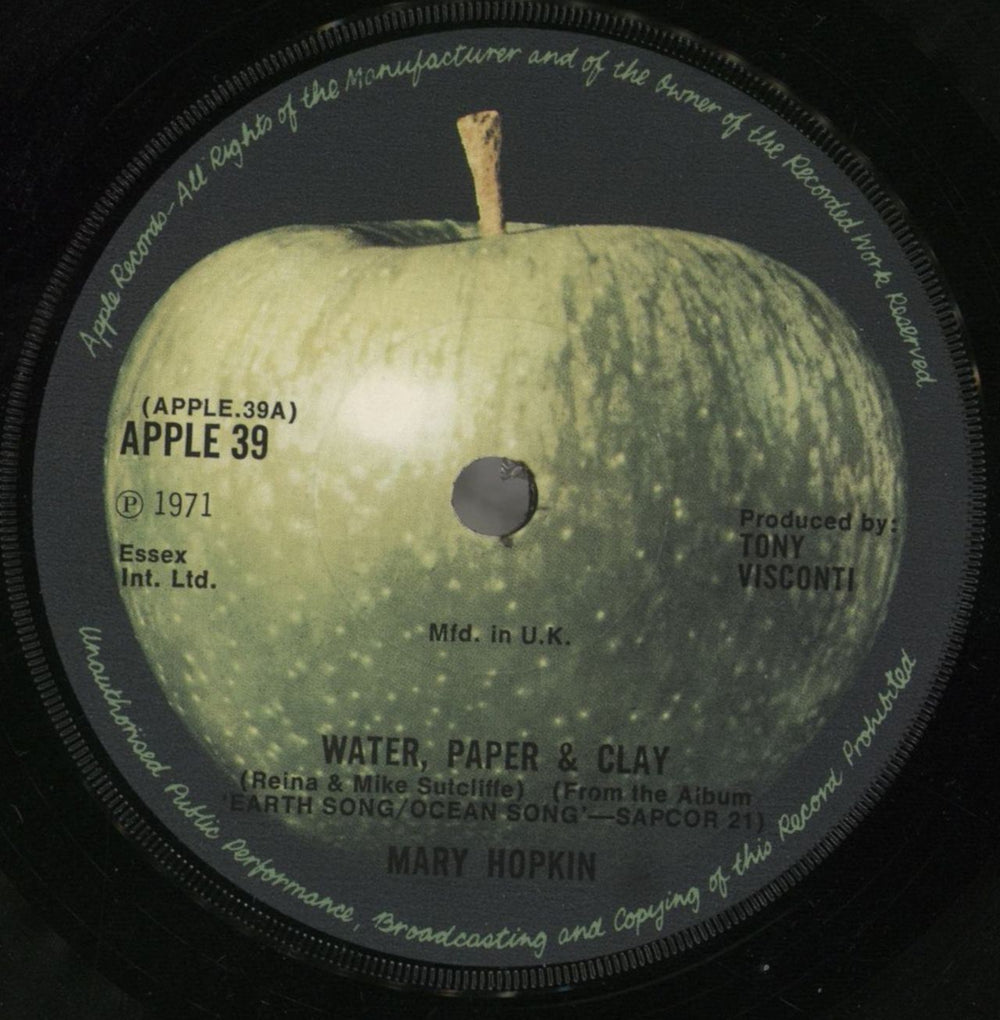 Apple Records-All Rights of the Manufacturer and of the Owner of the Recorded Work Reserved
(APPLE.39A)
APPLE 39
Ⓟ 1971
Essex
Int. Ltd.
Produced by:
TONY
VISCONTI
Mfd. in U.K.
WATER, PAPER & CLAY
(Reina & Mike Sutcliffe) (From the Album
'EARTH SONG/OCEAN SONG'—SAPCOR 21)
MARY HOPKIN
Unauthorised Public Performance, Broadcasting and Copying of this Record Prohibited